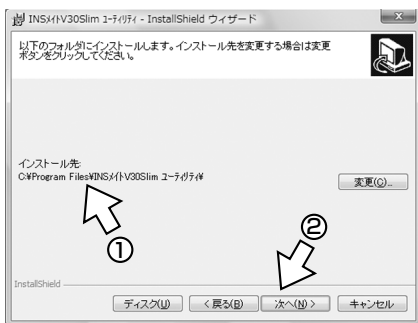 INSﾒｲﾄV30Slim ﾕｰﾃｨﾘﾃｨ - InstallShield ウィザード
以下のフォルダにインストールします。インストール先を変更する場合は変更
ボタンをクリックしてください。
インストール先:
C:¥Program Files¥INSﾒｲﾄV30Slim ユーティリティ¥
変更(C)...
①
②
InstallShield
ディスク(U)
< 戻る(B)
次へ(N) >
キャンセル